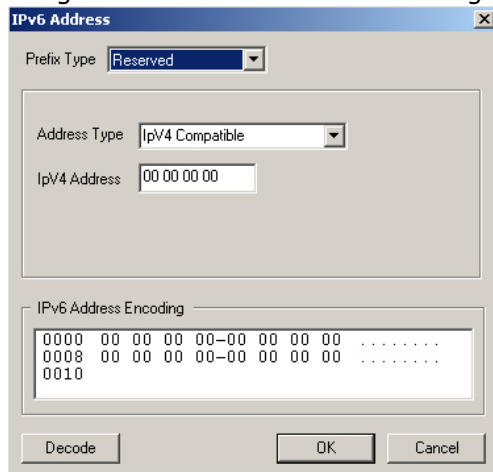 IPv6 Address
Prefix Type Reserved
Address Type IpV4 Compatible
IpV4 Address 00 00 00 00
IPv6 Address Encoding
0000 00 00 00 00-00 00 00 00 ........
0008 00 00 00 00-00 00 00 00 ........
0010
Decode OK Cancel